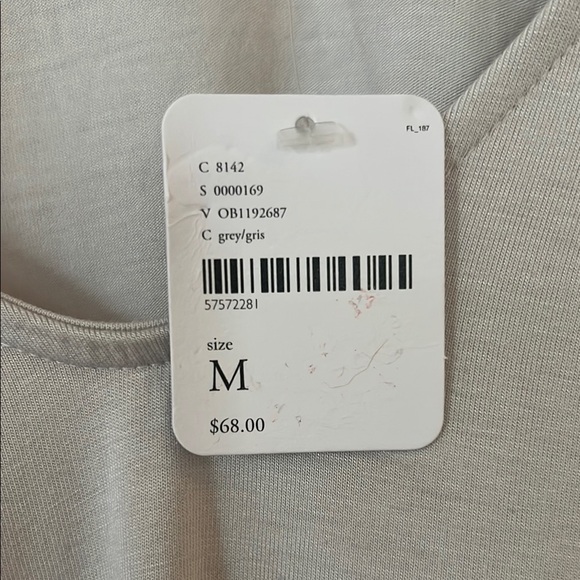 FL_187
C 8142
S 0000169
V OB1192687
C grey/gris
57572281
size
M
$68.00